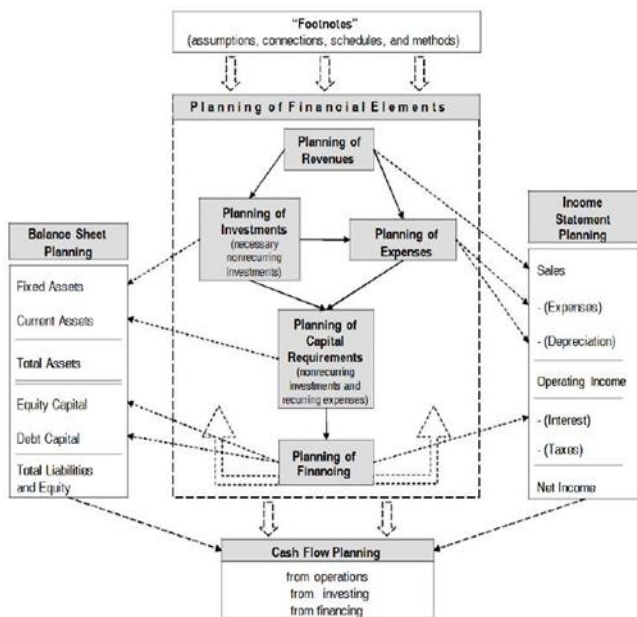 "Footnotes"
(assumptions, connections, schedules, and methods)
Planning of Financial Elements
Planning of
Revenues
Planning of
Investments
(necessary
nonrecurring
investments)
Planning of
Expenses
Planning of
Capital
Requirements
(nonrecurring
investments and
recurring expenses)
Planning of
Financing
Balance Sheet
Planning
Fixed Assets
Current Assets
Total Assets
Equity Capital
Debt Capital
Total Liabilities
and Equity
Income
Statement
Planning
Sales
- (Expenses)
- (Depreciation)
Operating Income
- (Interest)
- (Taxes)
Net Income
Cash Flow Planning
from operations
from investing
from financing